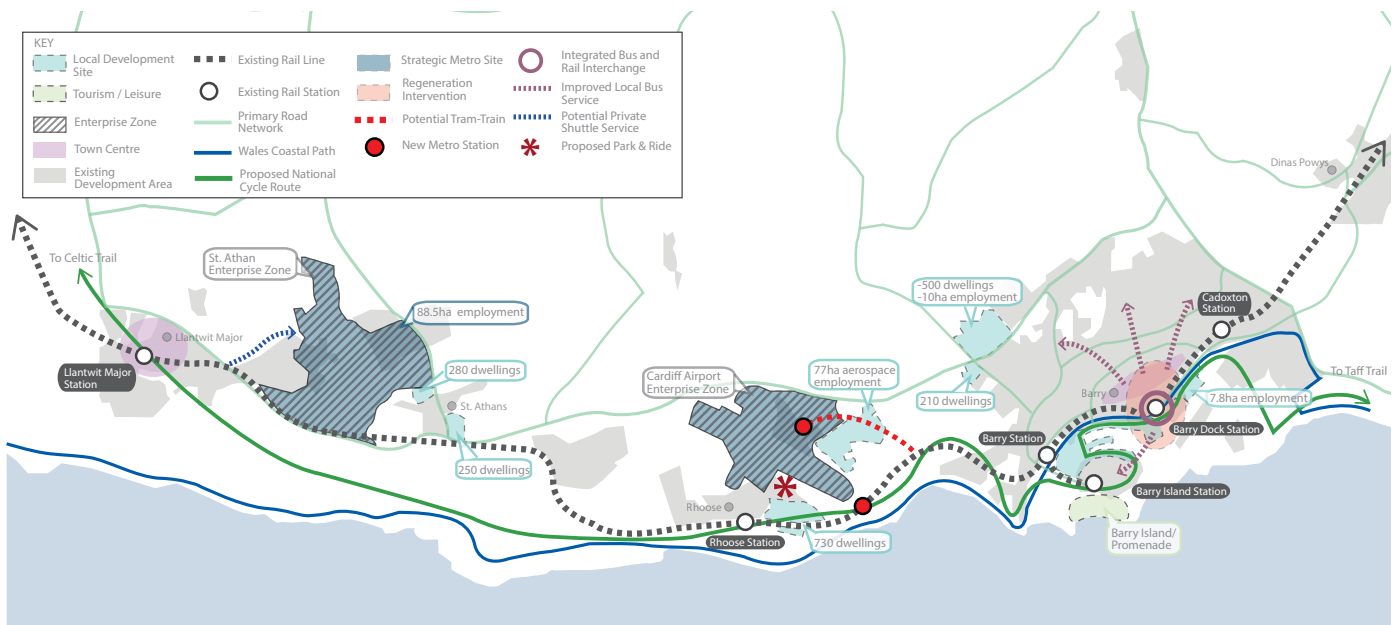 KEY
Local Development
Site
Tourism / Leisure
Enterprise Zone
Town Centre
Existing
Development Area
Existing Rail Line
Existing Rail Station
Primary Road
Network
Wales Coastal Path
Proposed National
Cycle Route
Strategic Metro Site
Regeneration
Intervention
Potential Tram-Train
New Metro Station
Integrated Bus and
Rail Interchange
Improved Local Bus
Service
Potential Private
Shuttle Service
Proposed Park & Ride
Dinas Powys
To Celtic Trail
St. Athan
Enterprise Zone
88.5ha employment
Llantwit Major
Llantwit Major
Station
280 dwellings
St. Athans
250 dwellings
Cardiff Airport
Enterprise Zone
77ha aerospace
employment
Rhoose
Rhoose Station
730 dwellings
-500 dwellings
-10ha employment
210 dwellings
Cadoxton
Station
To Taff Trail
Barry
7.8ha employment
Barry Dock Station
Barry Station
Barry Island Station
Barry Island/
Promenade